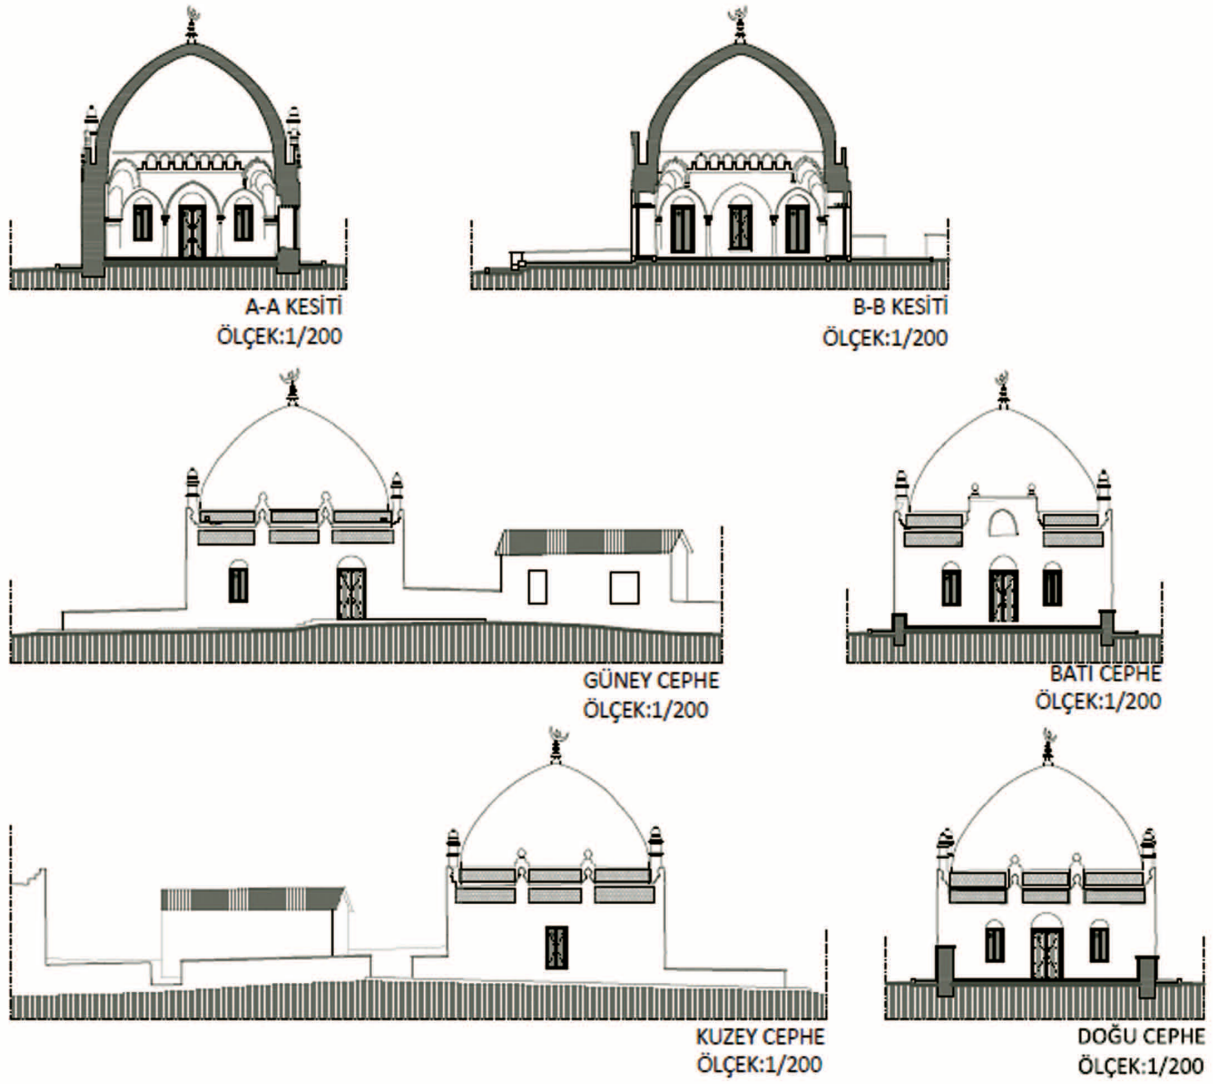 A-A KESİTİ
ÖLÇEK:1/200
B-B KESİTİ
ÖLÇEK:1/200
GÜNEY CEPHE
ÖLÇEK:1/200
BATI CEPHE
ÖLÇEK:1/200
KUZEY CEPHE
ÖLÇEK:1/200
DOĞU CEPHE
ÖLÇEK:1/200